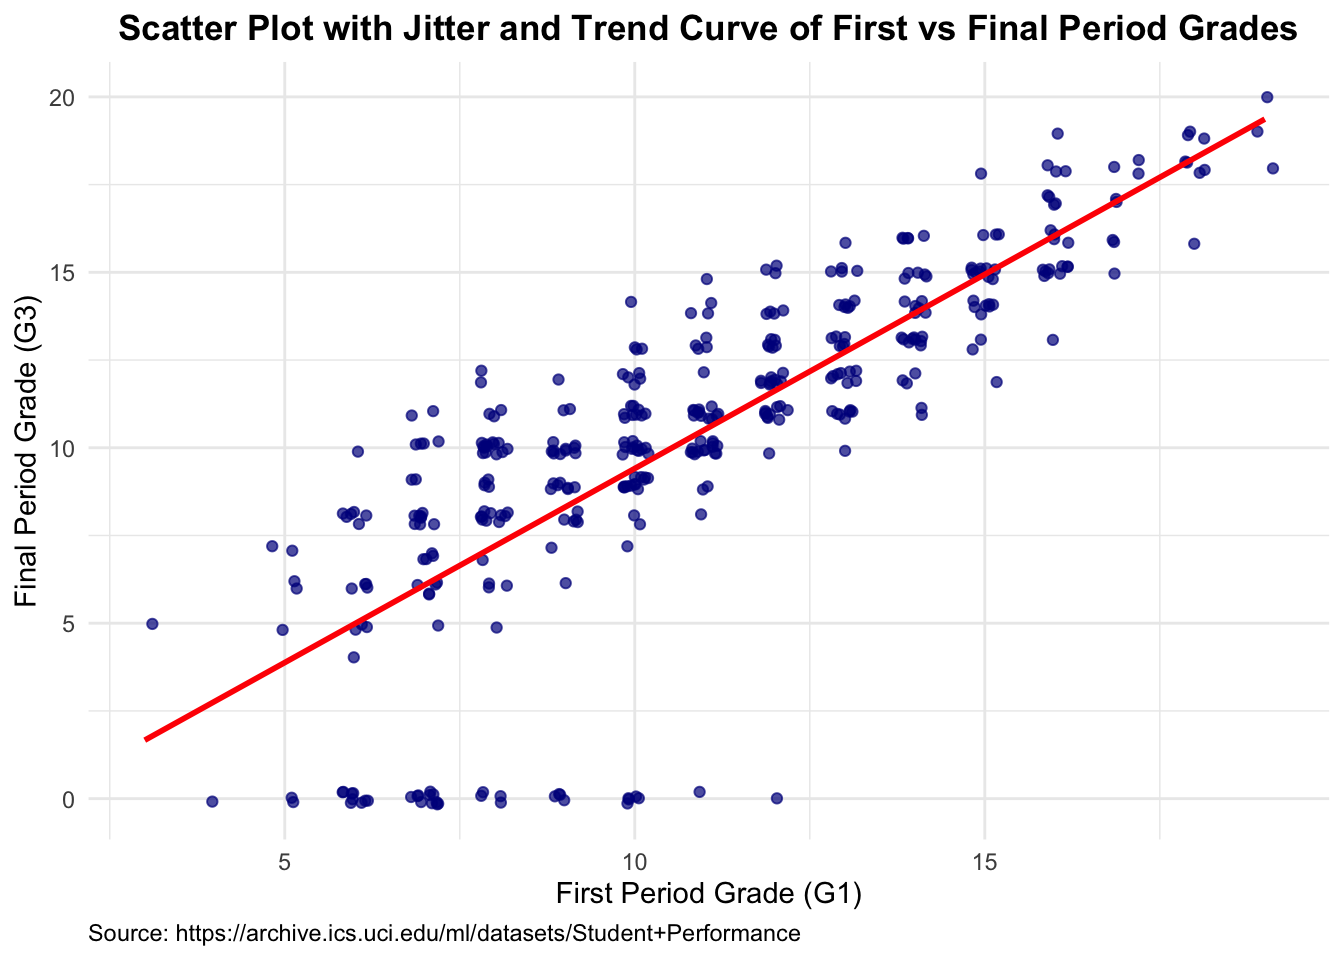 Scatter Plot with Jitter and Trend Curve of First vs Final Period Grades
Final Period Grade (G3)
20
15
10
5
0
5
10
15
First Period Grade (G1)
Source: https://archive.ics.uci.edu/ml/datasets/Student+Performance